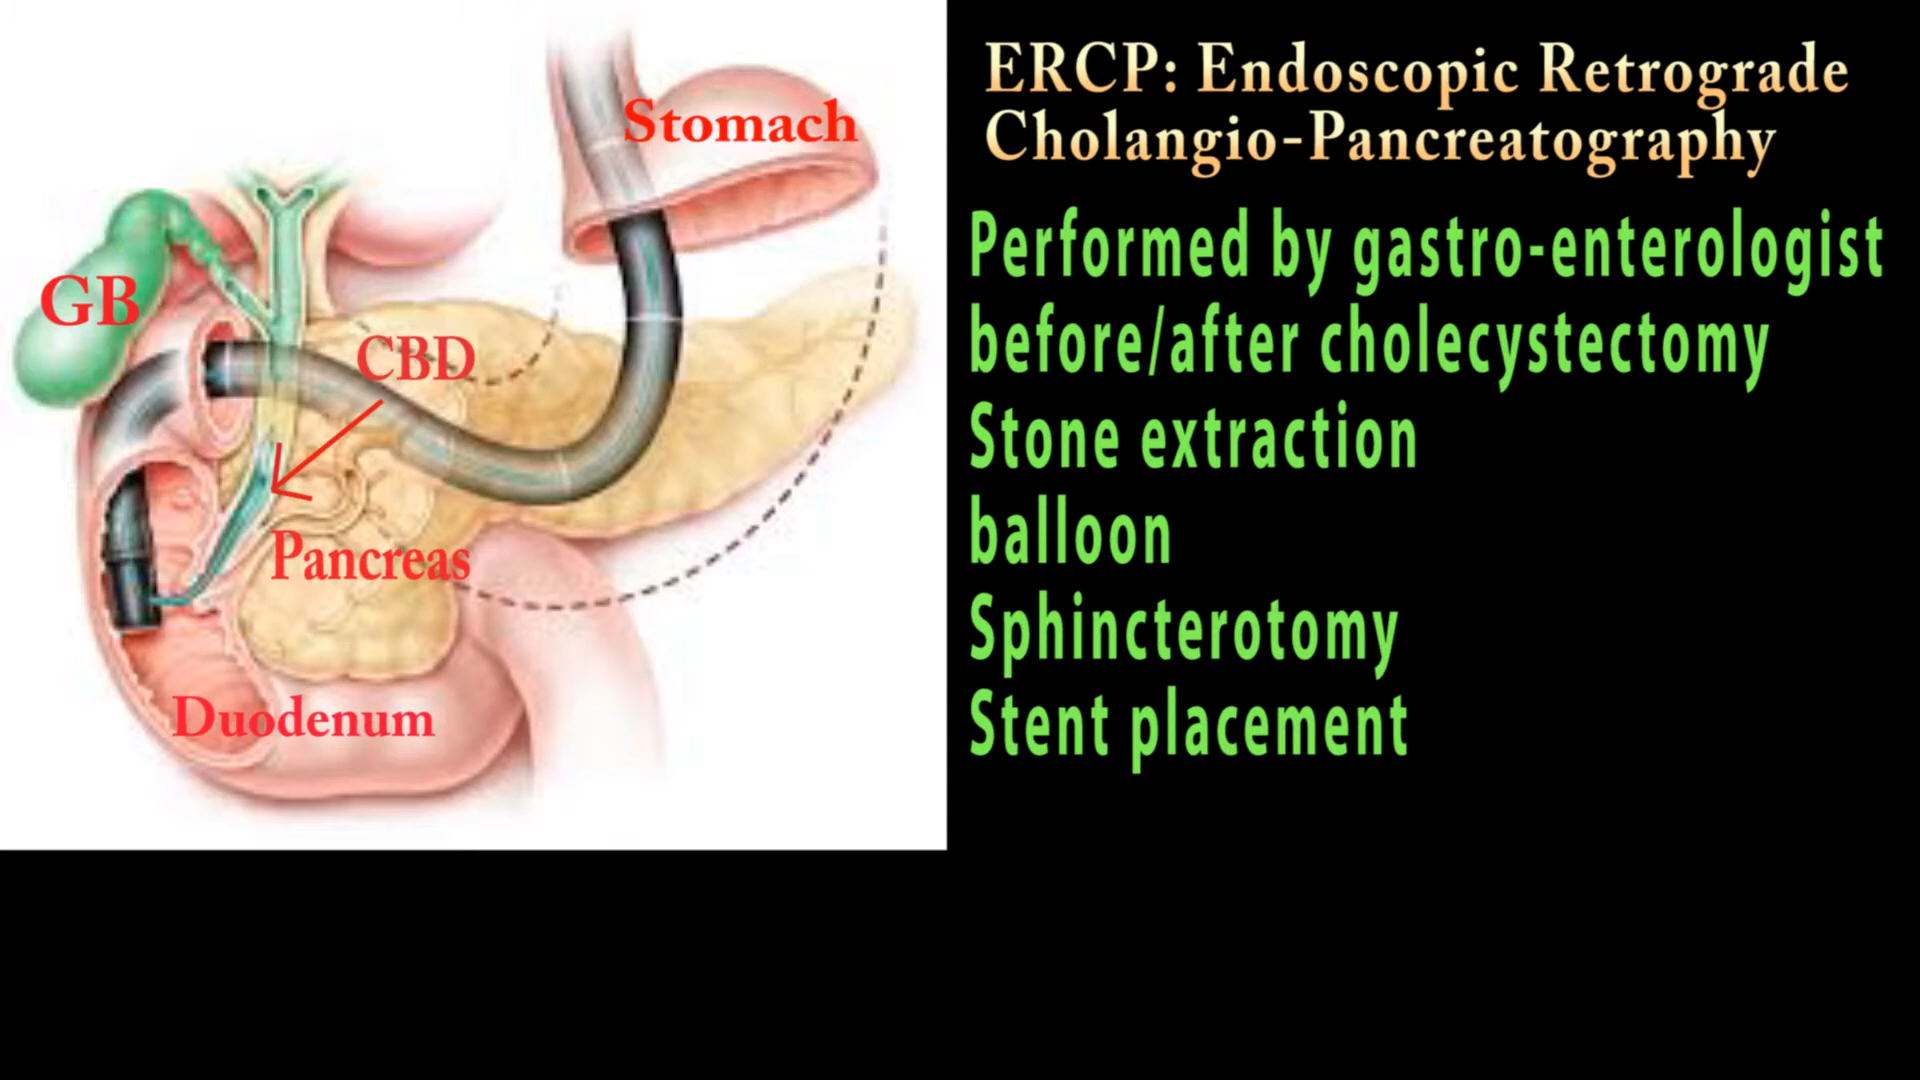 Stomach
GB
CBD
Pancreas
Duodenum
ERCP: Endoscopic Retrograde
Cholangio-Pancreatography
Performed by gastro-enterologist
before/after cholecystectomy
Stone extraction
balloon
Sphincterotomy
Stent placement